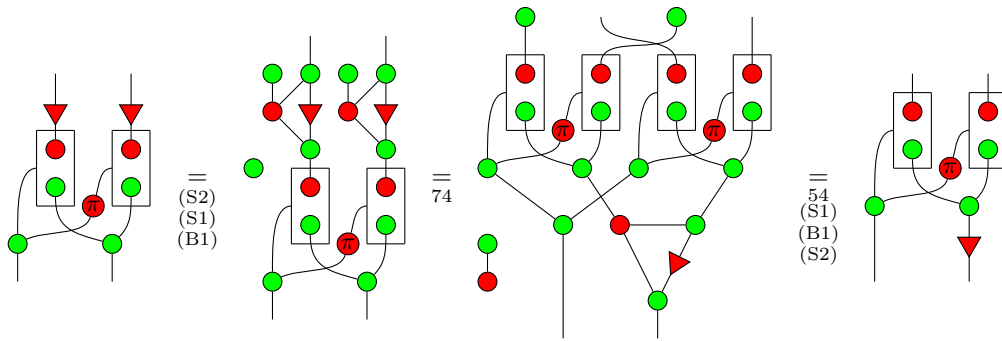 π
=
(S2)
(S1)
(B1)
π
=
74
π
π
=
54
(S1)
(B1)
(S2)
π